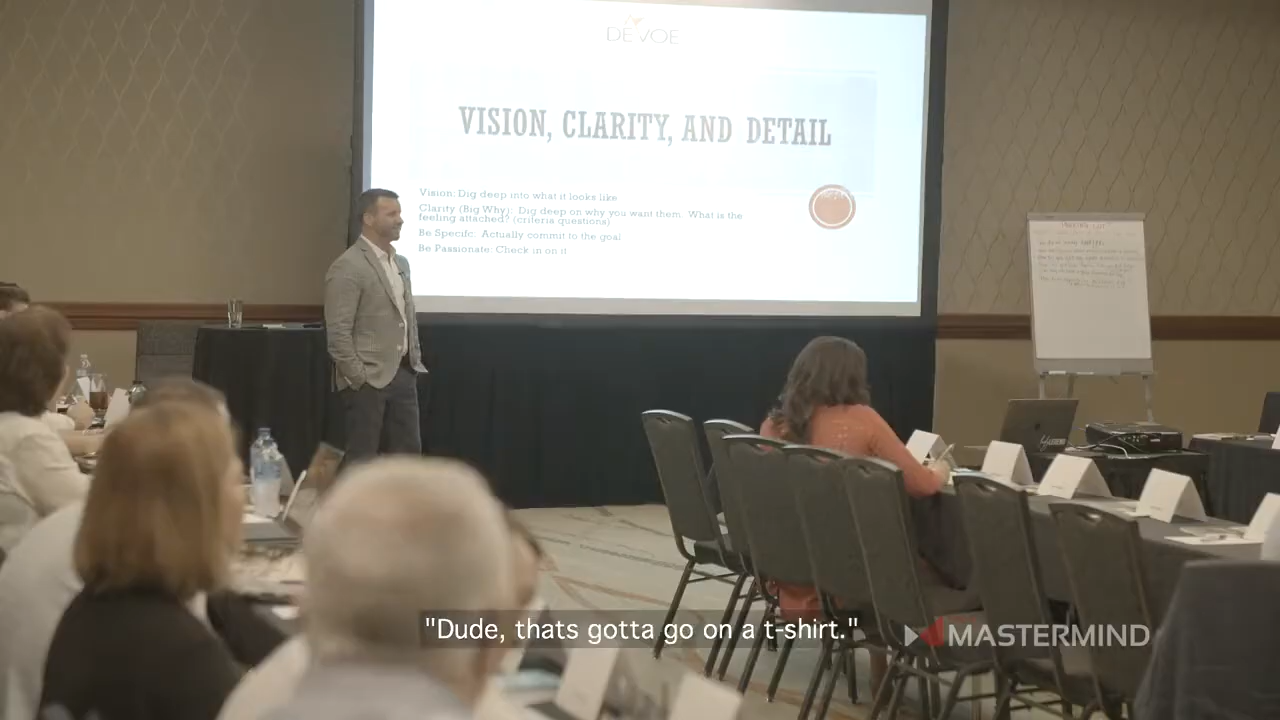 DEVOE
VISION, CLARITY, AND DETAIL
Vision: Dig deep into what it looks like
Clarity (Big Why): Dig deep on why you want them. What is the
feeling attached? (criteria questions)
Be Specifc: Actually commit to the goal
Be Passionate: Check in on it
"Dude, thats gotta go on a t-shirt."
MASTERMIND